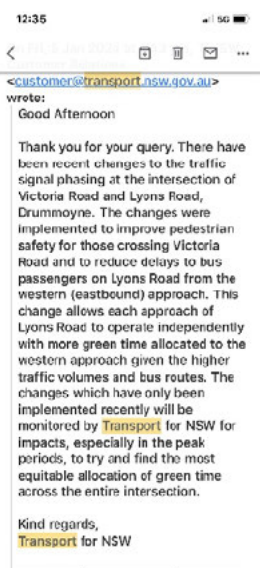 12:35
5G
<customer@transport.nsw.gov.au>
wrote:
Good Afternoon
Thank you for your query. There have
been recent changes to the traffic
signal phasing at the intersection of
Victoria Road and Lyons Road,
Drummoyne. The changes were
implemented to improve pedestrian
safety for those crossing Victoria
Road and to reduce delays to bus
passengers on Lyons Road from the
western (eastbound) approach. This
change allows each approach of
Lyons Road to operate independently
with more green time allocated to the
western approach given the higher
traffic volumes and bus routes. The
changes which have only been
implemented recently will be
monitored by Transport for NSW for
impacts, especially in the peak
periods, to try and find the most
equitable allocation of green time
across the entire intersection.
Kind regards,
Transport for NSW